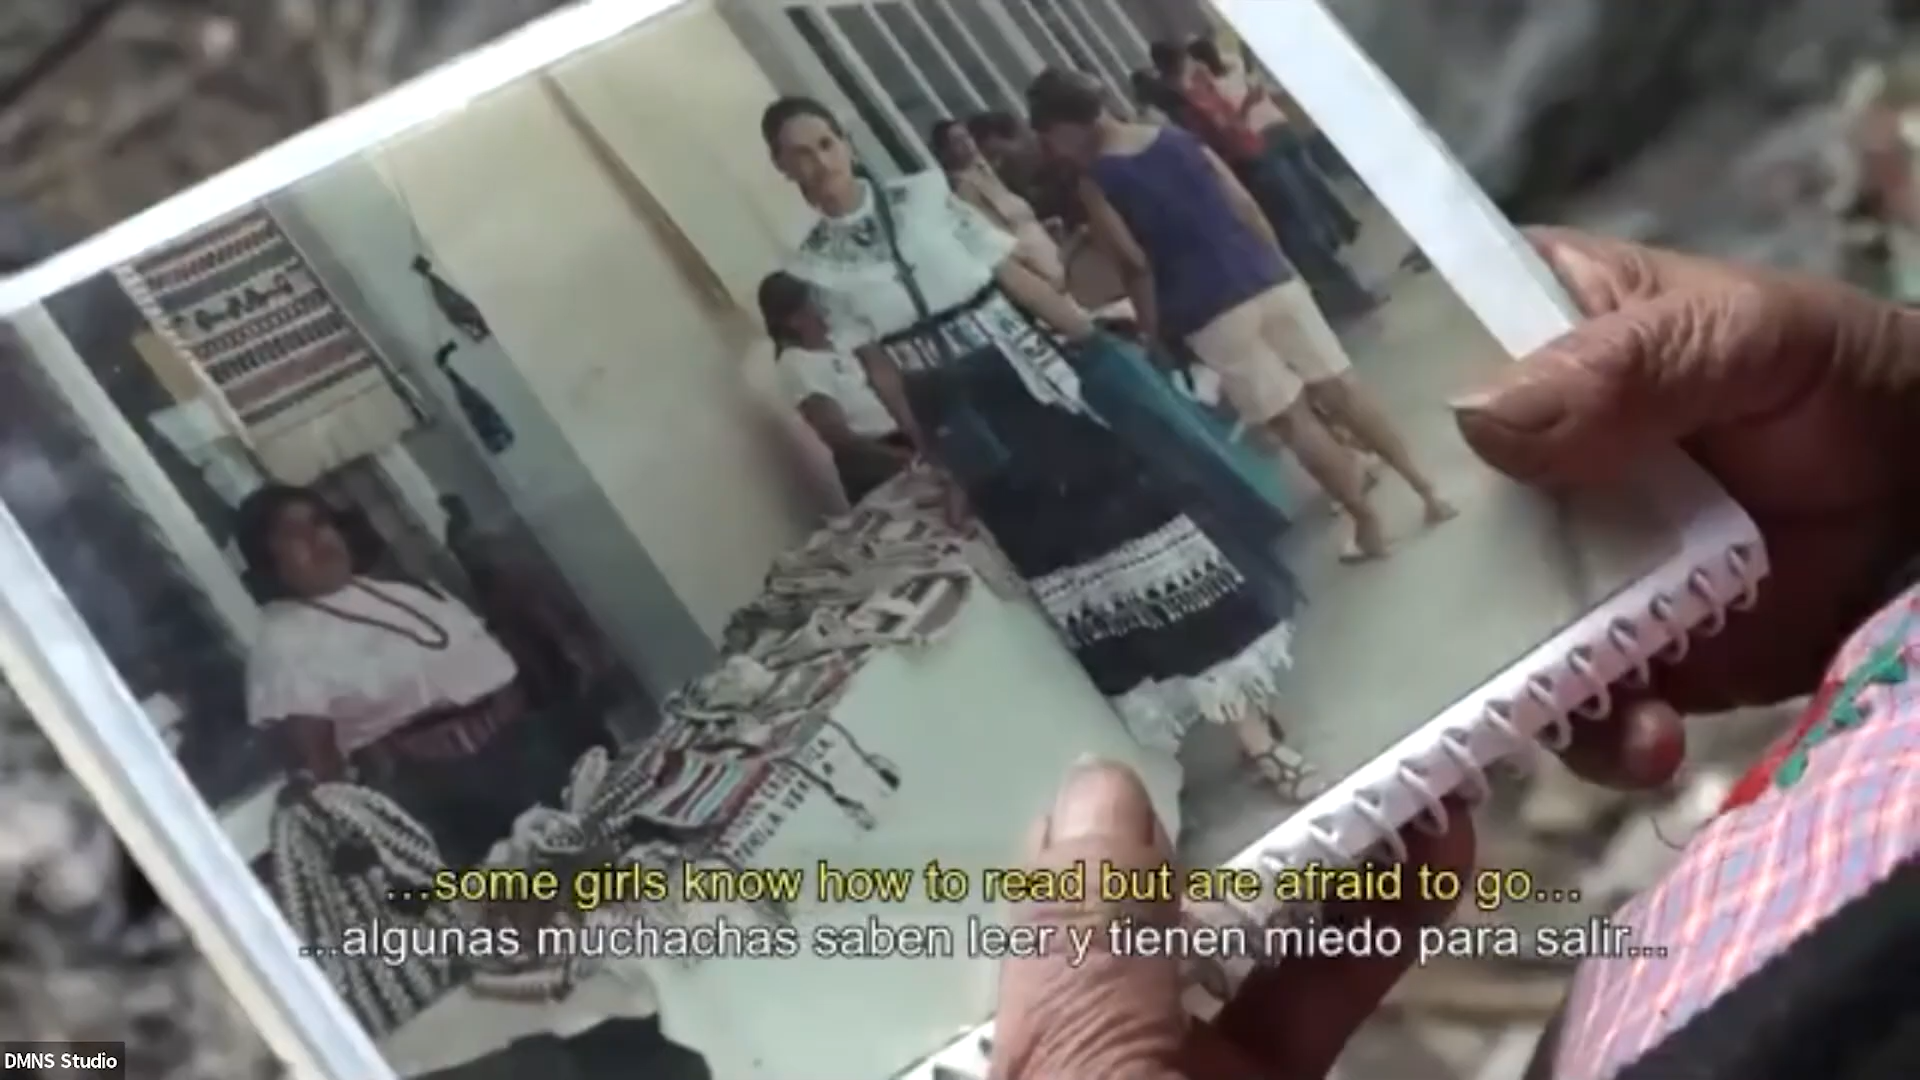 ...some girls know how to read but are afraid to go...
...algunas muchachas saben leer y tienen miedo para salir...
DMNS Studio